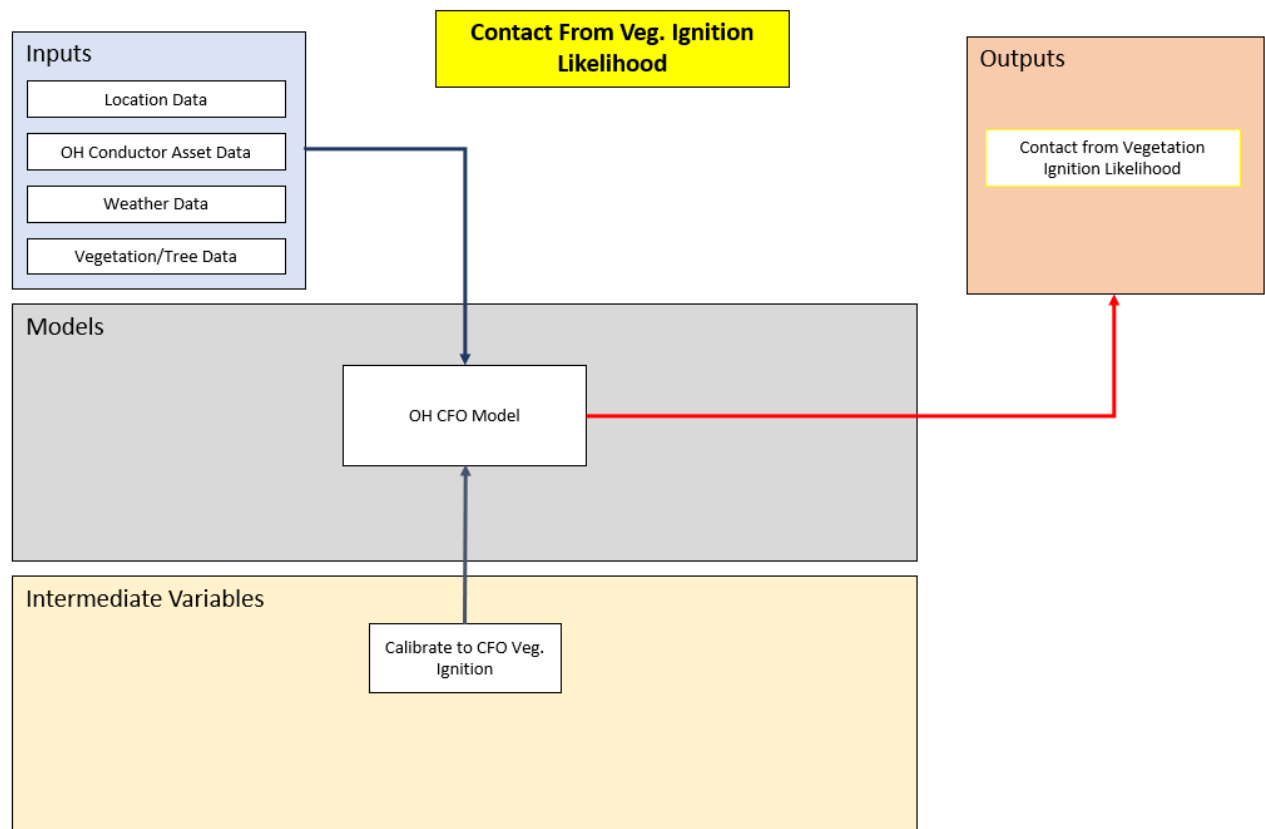 Contact From Veg. Ignition
Likelihood
Inputs
Location Data
OH Conductor Asset Data
Weather Data
Vegetation/Tree Data
Outputs
Contact from Vegetation
Ignition Likelihood
Models
OH CFO Model
Intermediate Variables
Calibrate to CFO Veg.
Ignition